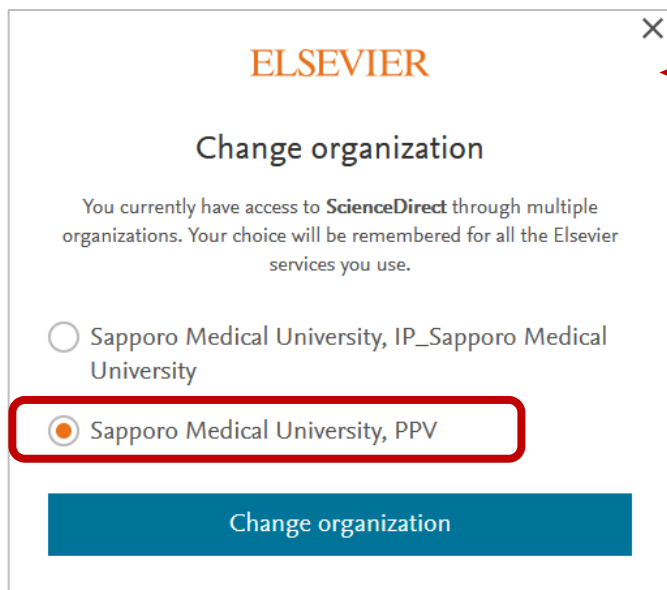 ELSEVIER
Change organization
You currently have access to ScienceDirect through multiple
organizations. Your choice will be remembered for all the Elsevier
services you use.
Sapporo Medical University, IP_Sapporo Medical
University
Sapporo Medical University, PPV
Change organization